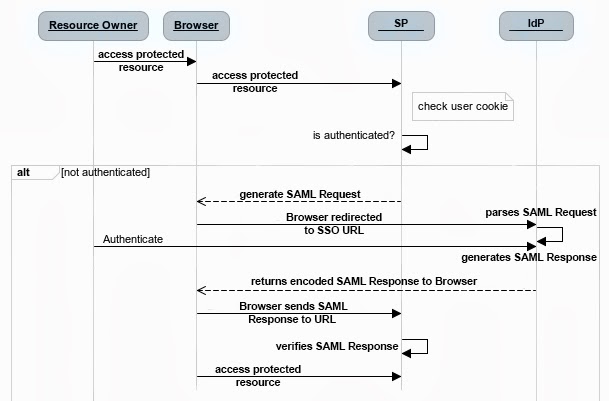 Resource Owner
Browser
SP
IdP
access protected
resource
access protected
resource
check user cookie
is authenticated?
alt
[not authenticated]
generate SAML Request
Browser redirected
to SSO URL
parses SAML Request
Authenticate
generates SAML Response
returns encoded SAML Response to Browser
Browser sends SAML
Response to URL
verifies SAML Response
access protected
resource